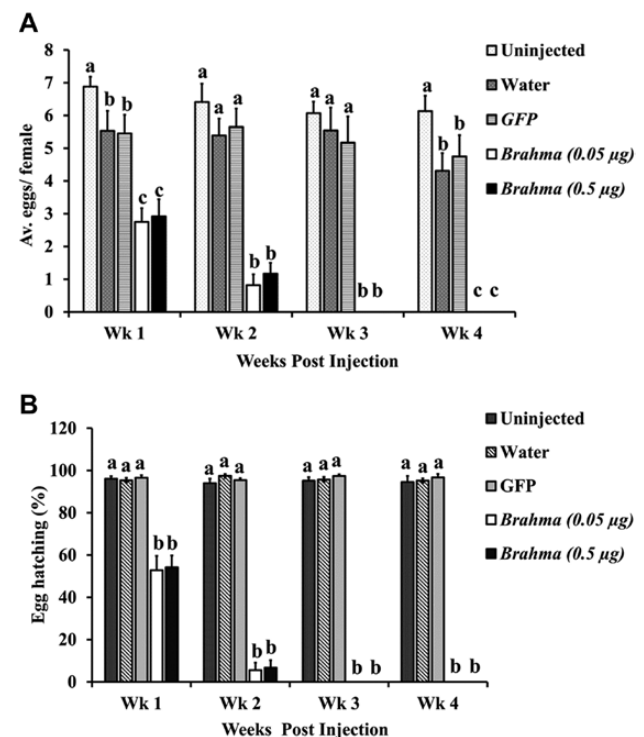 A
Av. eggs/ female
8
7
6
5
4
3
2
1
0
a
b
b
c
c
a
a
a
b
b
a
a
a
b b
a
b
b
c c
Wk 1
Wk 2
Wk 3
Wk 4
Weeks Post Injection
Uninjected
Water
GFP
Brahma (0.05 µg)
Brahma (0.5 µg)
B
Egg hatching (%)
120
100
80
60
40
20
0
a a a
b b
a a a
b b
a a a
b b
a a a
b b
Wk 1
Wk 2
Wk 3
Wk 4
Weeks Post Injection
Uninjected
Water
GFP
Brahma (0.05 µg)
Brahma (0.5 µg)